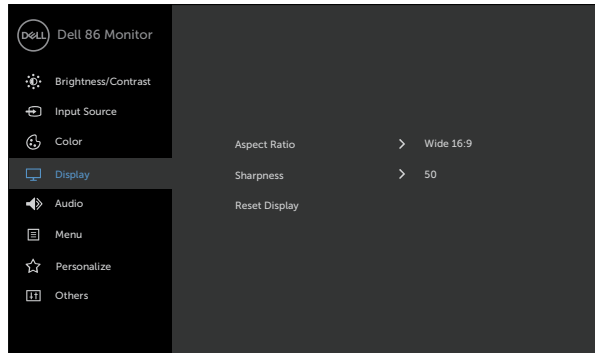 DELL Dell 86 Monitor
Brightness/Contrast
Input Source
Color
Aspect Ratio Wide 16:9
Display
Sharpness 50
Audio
Reset Display
Menu
Personalize
Others